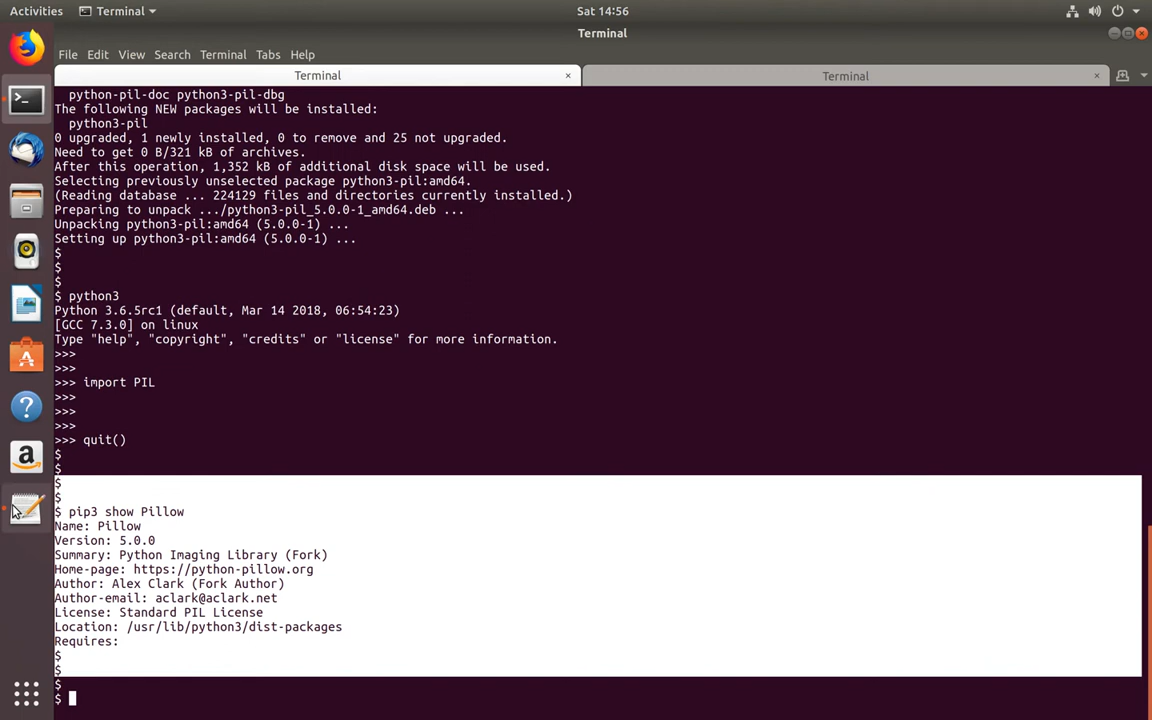 Activities
Terminal
Sat 14:56
Terminal
File Edit View Search Terminal Tabs Help
Terminal ×
Terminal ×
python-pil-doc python3-pil-dbg
The following NEW packages will be installed:
python3-pil
0 upgraded, 1 newly installed, 0 to remove and 25 not upgraded.
Need to get 0 B/321 kB of archives.
After this operation, 1,352 kB of additional disk space will be used.
Selecting previously unselected package python3-pil:amd64.
(Reading database ... 224129 files and directories currently installed.)
Preparing to unpack .../python3-pil_5.0.0-1_amd64.deb ...
Unpacking python3-pil:amd64 (5.0.0-1) ...
Setting up python3-pil:amd64 (5.0.0-1) ...
$
$
$
$ python3
Python 3.6.5rc1 (default, Mar 14 2018, 06:54:23)
[GCC 7.3.0] on linux
Type "help", "copyright", "credits" or "license" for more information.
>>>
>>>
>>> import PIL
>>>
>>>
>>>
>>> quit()
$
$
$
$
$ pip3 show Pillow
Name: Pillow
Version: 5.0.0
Summary: Python Imaging Library (Fork)
Home-page: https://python-pillow.org
Author: Alex Clark (Fork Author)
Author-email: aclark@aclark.net
License: Standard PIL License
Location: /usr/lib/python3/dist-packages
Requires:
$
$
$
$